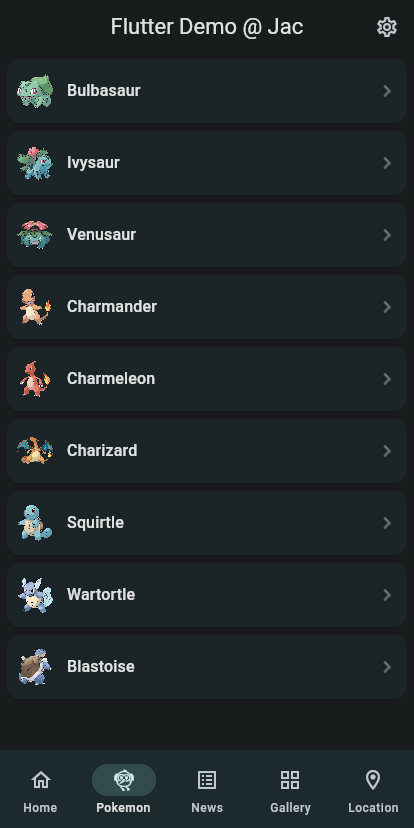 Flutter Demo @ Jac
Bulbasaur
Ivysaur
Venusaur
Charmander
Charmeleon
Charizard
Squirtle
Wartortle
Blastoise
Home Pokemon News Gallery Location